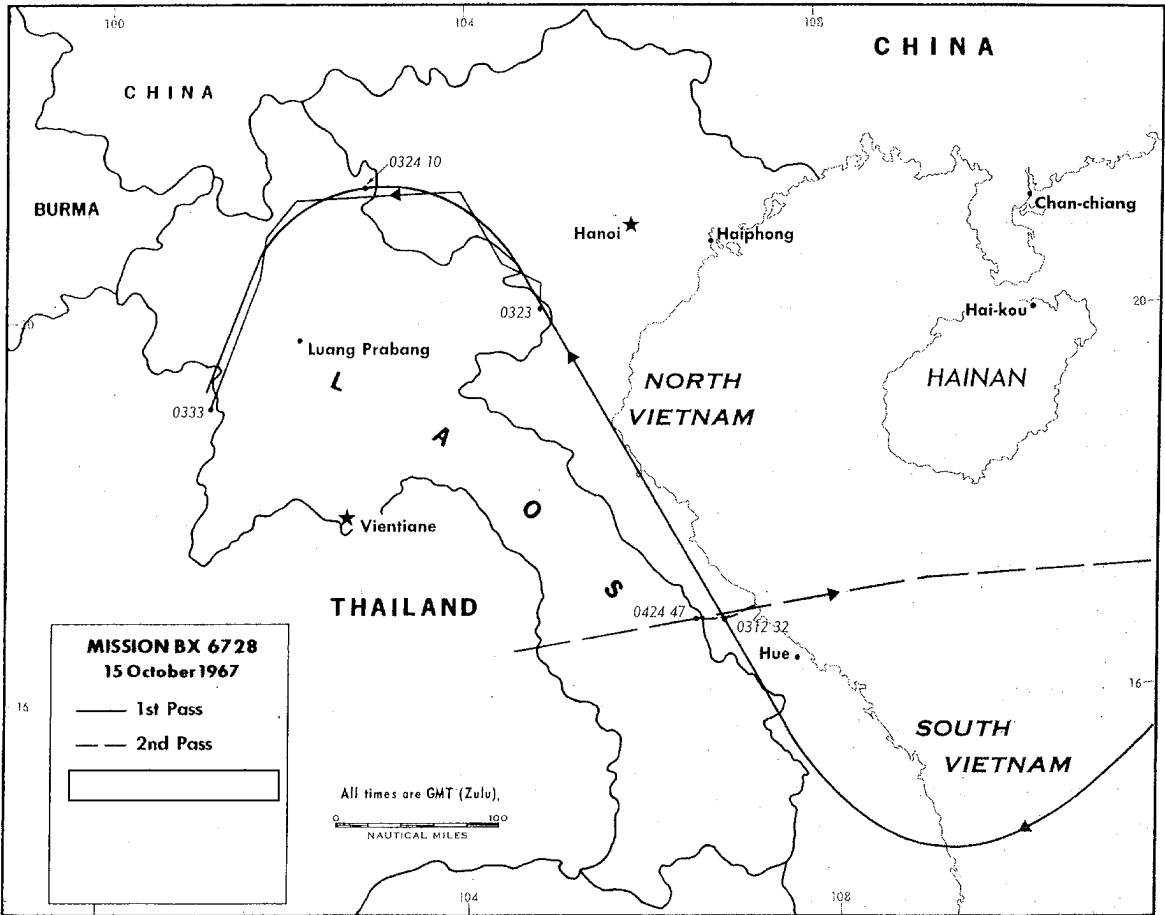 100
104
108
CHINA
CHINA
0324 10
BURMA
Chan-chiang
Hanoi
Haiphong
20
0323
Hai-kou
Luang Prabang
L
NORTH
VIETNAM
HAINAN
0333
A
O
Vientiane
S
THAILAND
0424 47
0312 32
Hue
MISSION BX 6728
15 October 1967
1st Pass
2nd Pass
16
16
SOUTH
VIETNAM
All times are GMT (Zulu),
0
100
NAUTICAL MILES
104
108